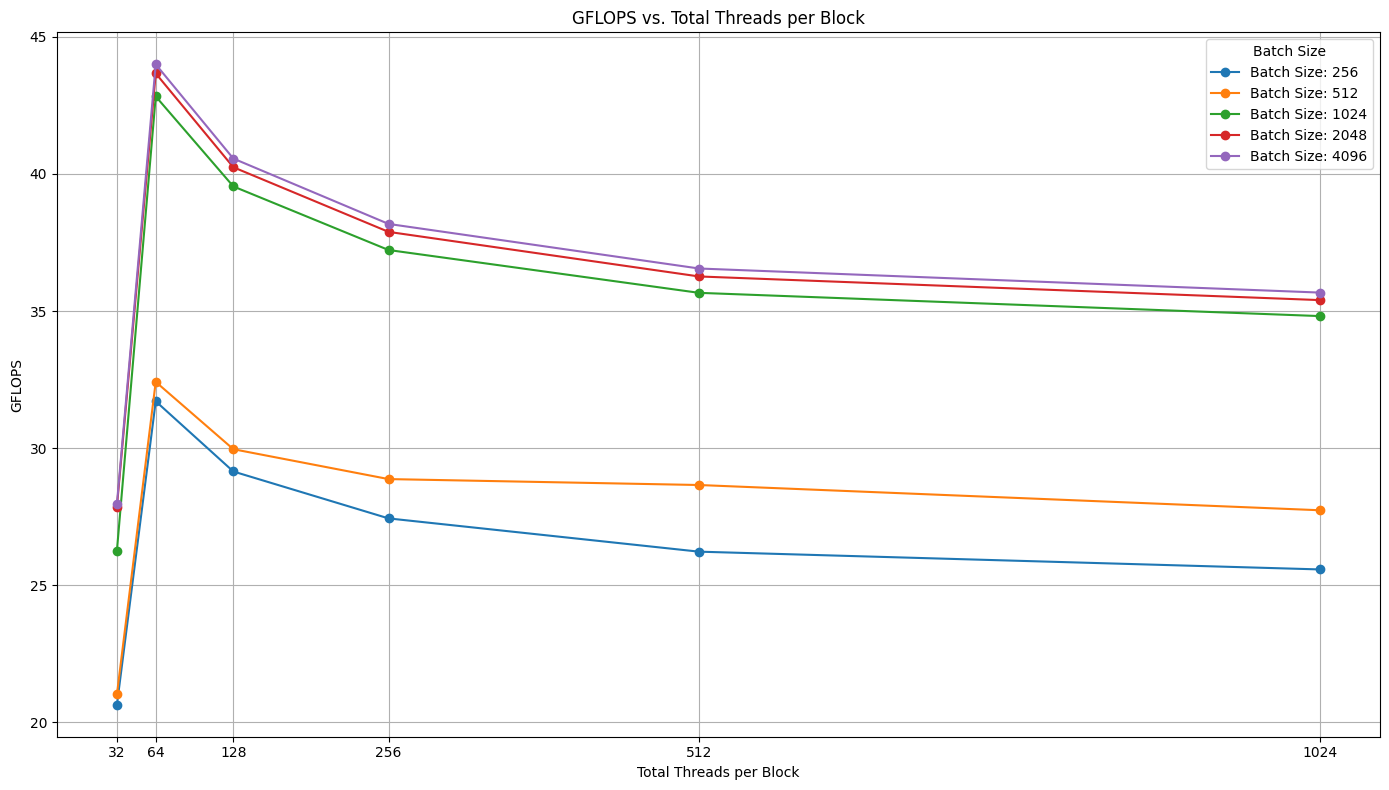 GFLOPS vs. Total Threads per Block
45
40
35
30
25
20
GFLOPS
Batch Size
Batch Size: 256
Batch Size: 512
Batch Size: 1024
Batch Size: 2048
Batch Size: 4096
32 64 128 256 512 1024
Total Threads per Block